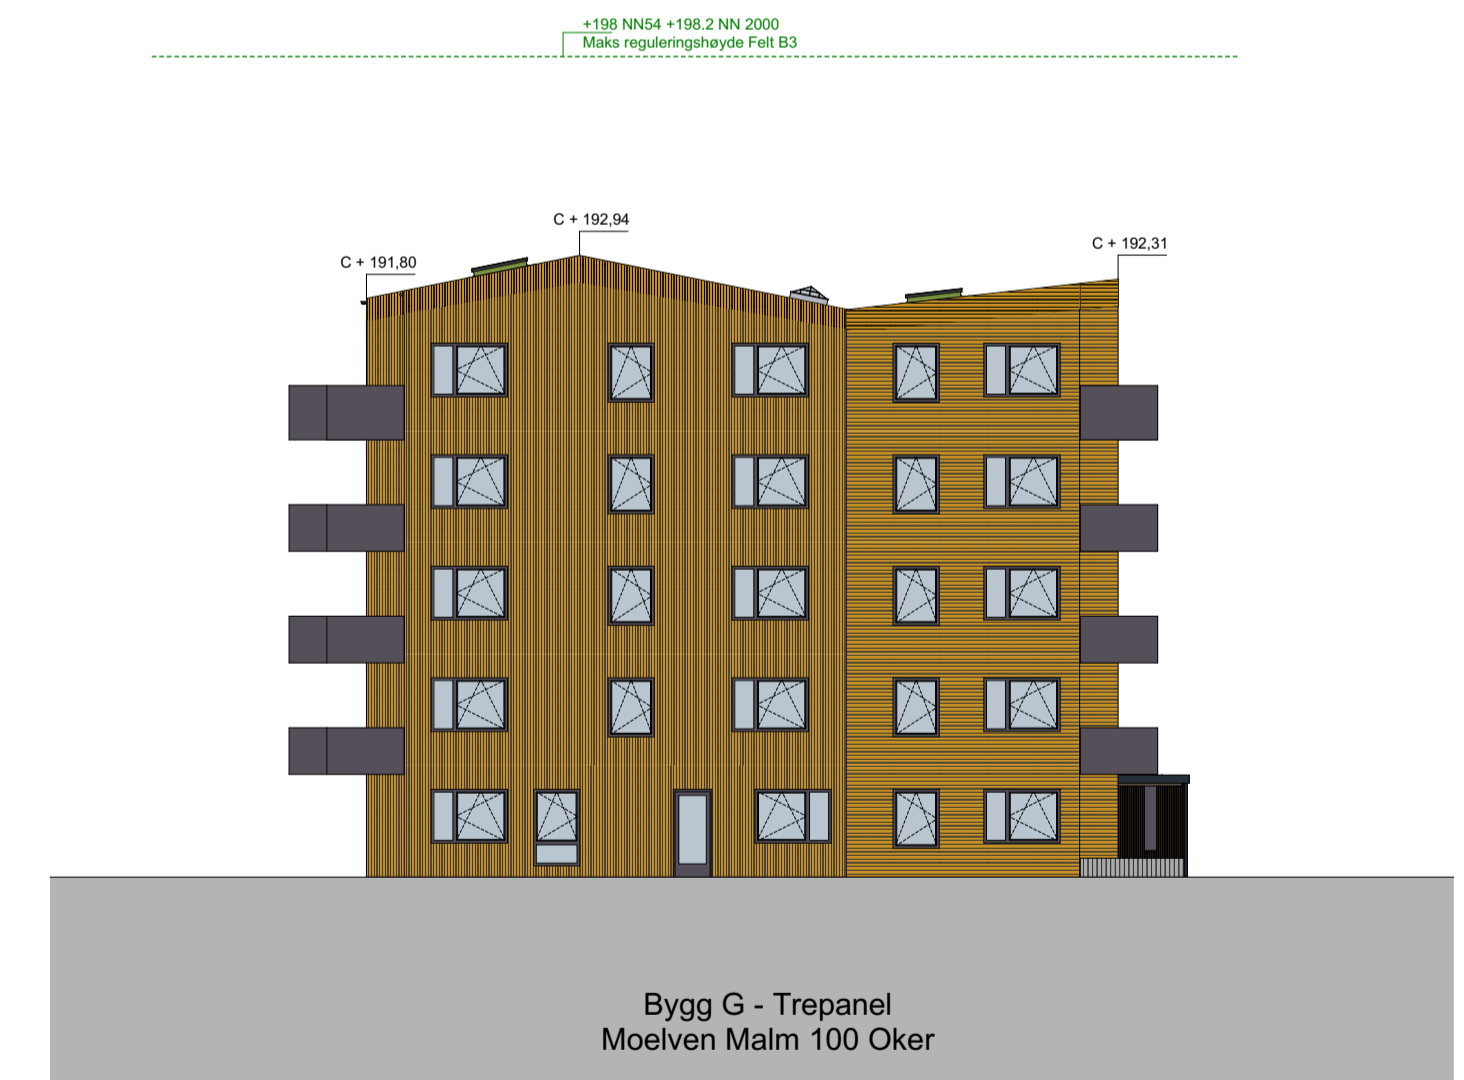 +198 NN54 +198.2 NN 2000
Maks reguleringshøyde Felt B3
C + 192,94
C + 192,31
C + 191,80
Bygg G - Trepanel
Moelven Malm 100 Oker